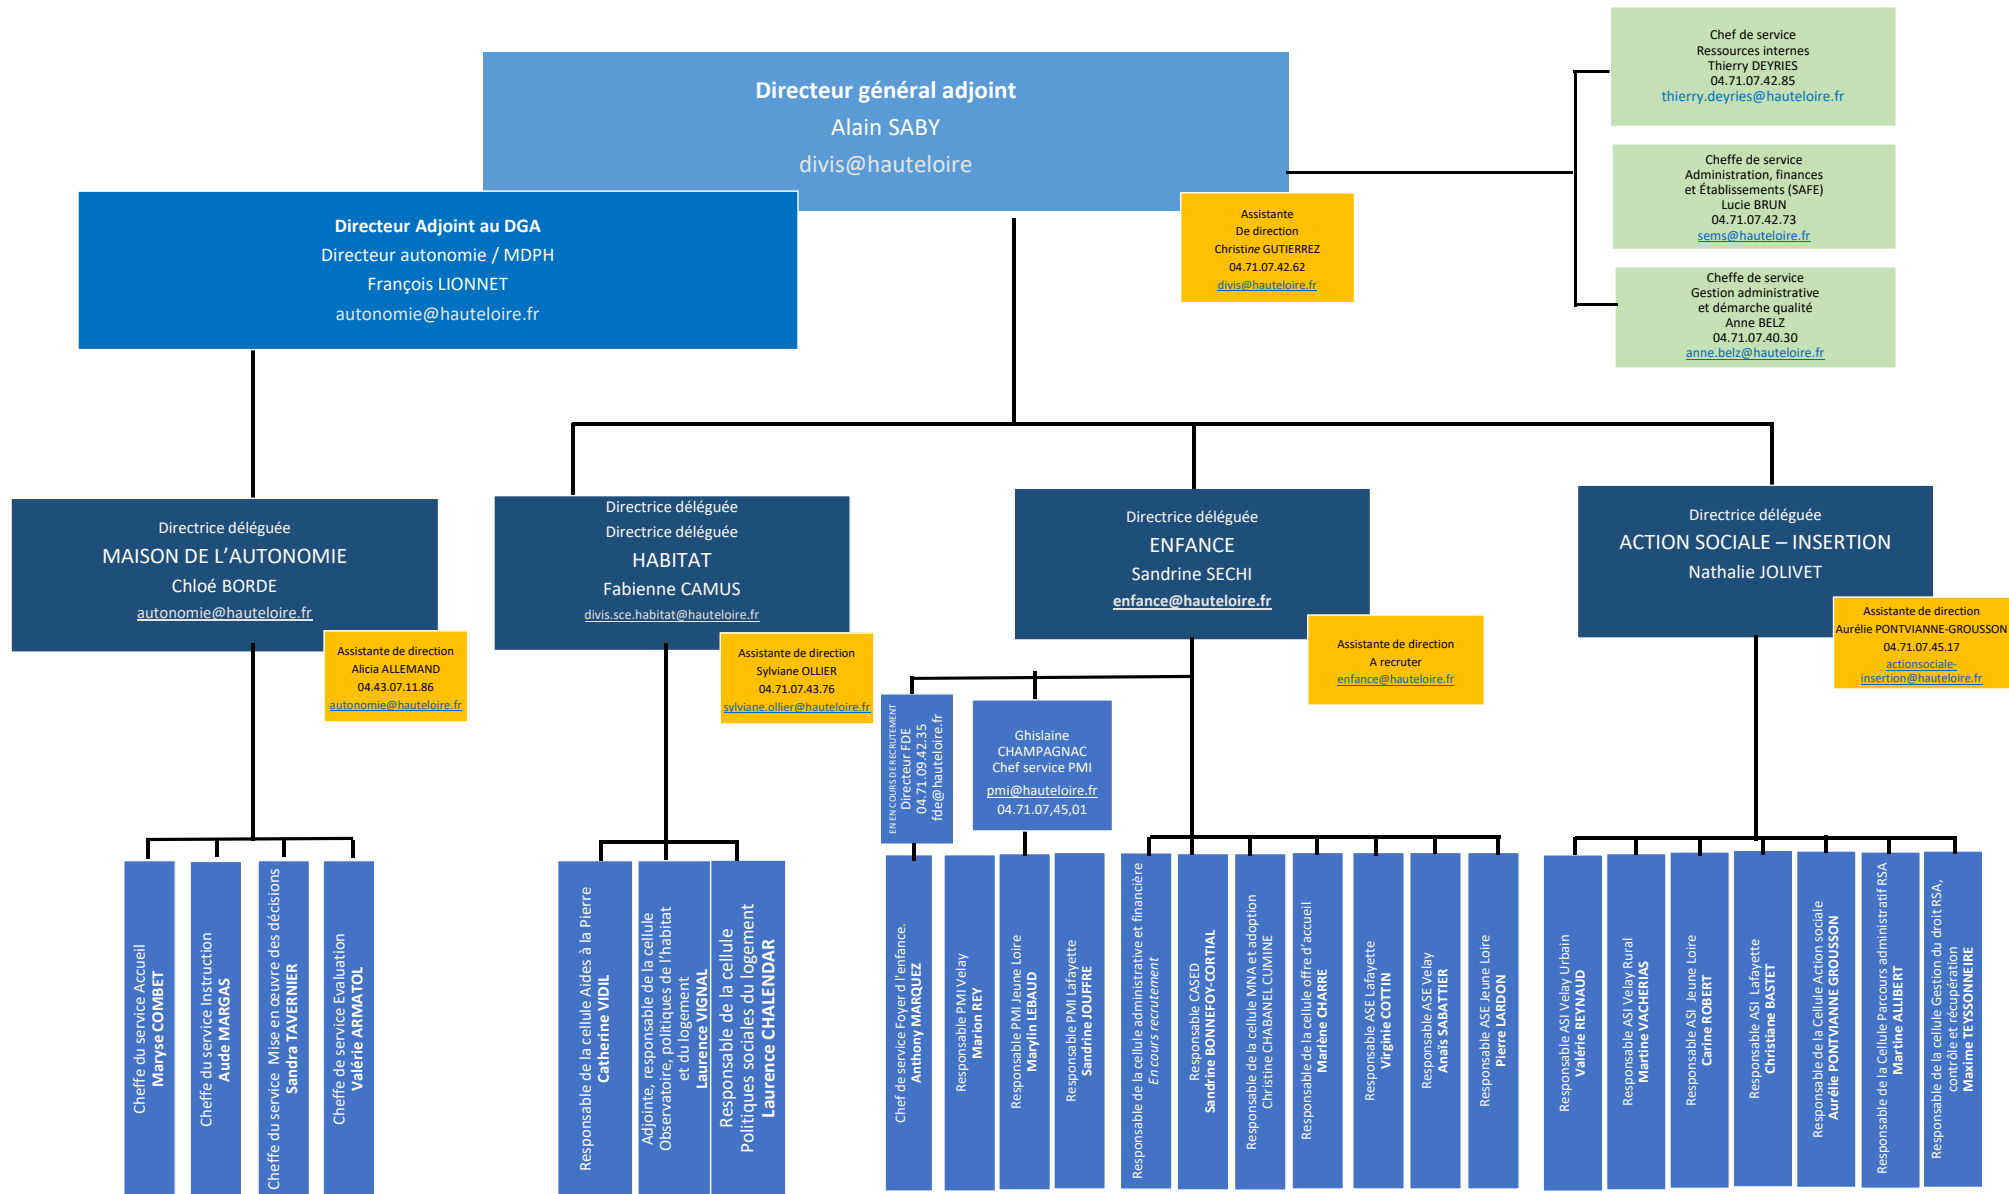 Chef de service
Ressources internes
Thierry DEYRIES
04.71.07.42.85
thierry.deyries@hauteloire.fr
Directeur général adjoint
Alain SABY
divis@hauteloire
Cheffe de service
Administration, finances
et Établissements (SAFE)
Lucie BRUN
04.71.07.42.73
sems@hauteloire.fr
Directeur Adjoint au DGA
Directeur autonomie / MDPH
François LIONNET
autonomie@hauteloire.fr
Assistante
De direction
Christine GUTIERREZ
04.71.07.42.62
divis@hauteloire.fr
Cheffe de service
Gestion administrative
et démarche qualité
Anne BELZ
04.71.07.40.30
anne.belz@hauteloire.fr
Directrice déléguée
MAISON DE L’AUTONOMIE
Chloé BORDE
autonomie@hauteloire.fr
Assistante de direction
Alicia ALLEMAND
04.43.07.11.86
autonomie@hauteloire.fr
Directrice déléguée
Directrice déléguée
HABITAT
Fabienne CAMUS
divis.sce.habitat@hauteloire.fr
Assistante de direction
Sylviane OLLIER
04.71.07.43.76
sylviane.ollier@hauteloire.fr
Directrice déléguée
ENFANCE
Sandrine SECHI
enfance@hauteloire.fr
Assistante de direction
A recruter
enfance@hauteloire.fr
Directrice déléguée
ACTION SOCIALE – INSERTION
Nathalie JOLIVET
Assistante de direction
Aurélie PONTVIANNE-GROUSSON
04.71.07.45.17
actionsociale-
insertion@hauteloire.fr
EN EN COURS DE RECRUTEMENT
Directeur FDE
04.71.09.42.35
fde@hauteloire.fr
Ghislaine
CHAMPAGNAC
Chef service PMI
pmi@hauteloire.fr
04.71.07,45,01
Cheffe du service Accueil
Maryse COMBET
Cheffe du service Instruction
Aude MARGAS
Cheffe du service Mise en œuvre des décisions
Sandra TAVERNIER
Cheffe de service Evaluation
Valérie ARMATOL
Responsable de la cellule Aides à la Pierre
Catherine VIDIL
Adjointe, responsable de la cellule
Observatoire, politiques de l’habitat
et du logement
Laurence VIGNAL
Responsable de la cellule
Politiques sociales du logement
Laurence CHALENDAR
Chef de service Foyer d l'enfance.
Anthony MARQUEZ
Responsable PMI Velay
Marion REY
Responsable PMI Jeune Loire
Marylin LEBAUD
Responsable PMI Lafayette
Sandrine JOUFFRE
Responsable de la cellule administrative et financière
En cours recrutement
Responsable CASED
Sandrine BONNEFOY-CORTIAL
Responsable de la cellule MNA et adoption
Christine CHABANEL CUMINE
Responsable de la cellule offre d’accueil
Marlène CHARRE
Responsable ASE Lafayette
Virgine COTTIN
Responsable ASE Velay
Anaïs SABATTIER
Responsable ASE Jeune Loire
Pierre LARDON
Responsable ASI Velay Urbain
Valérie REYNAUD
Responsable ASI Velay Rural
Martine VACHERIAS
Responsable ASI Jeune Loire
Carine ROBERT
Responsable ASI Lafayette
Christiane BASTET
Responsable de la Cellule Action sociale
Aurélie PONTVIANNE GROUSSON
Responsable de la Cellule Parcours administratif RSA
Martine ALLIBERT
Responsable de la cellule Gestion du droit RSA,
contrôle et récupération
Maxime TEYSSONNEIRE